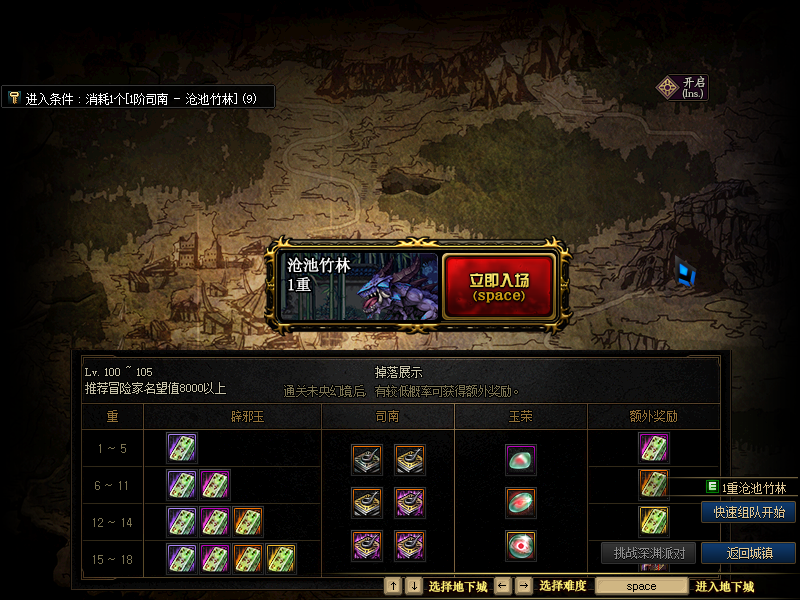 开启
(Ins.)
进入条件：消耗1个[1阶司南 - 沧池竹林] (9)
沧池竹林
1重
立即入场
(space)
Lv. 100 ~ 105
推荐冒险家名望值8000以上
掉落展示
通关未央幻境后，有较低概率可获得额外奖励。
重
辟邪玉
司南
玉荣
额外奖励
1 ~ 5
6 ~ 11
12 ~ 14
15 ~ 18
E 1重沧池竹林
快速组队开始
挑战深渊派对
返回城镇
↑ ↓ 选择地下城 ← → 选择难度 space 进入地下城